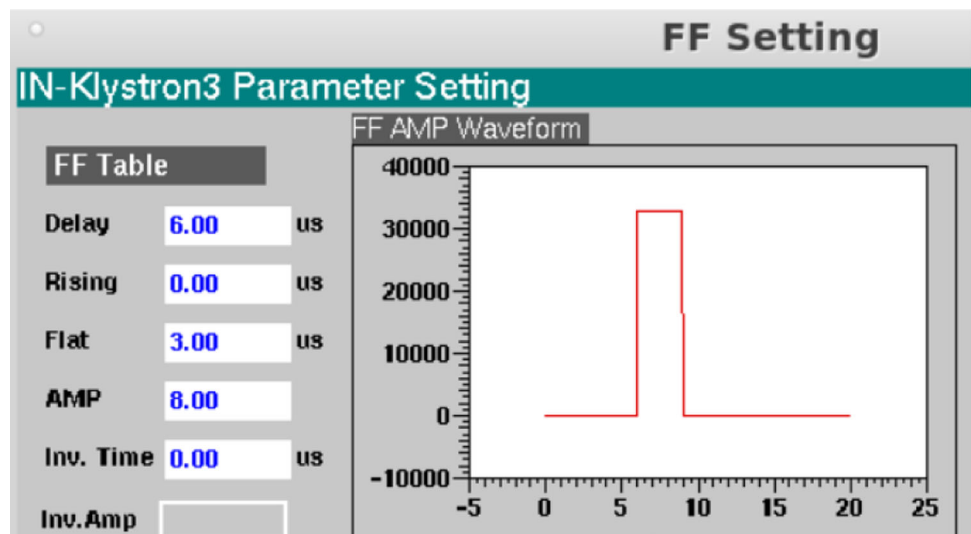 FF Setting
IN-Klystron3 Parameter Setting
FF Table
Delay 6.00 us
Rising 0.00 us
Flat 3.00 us
AMP 8.00
Inv. Time 0.00 us
Inv.Amp
FF AMP Waveform
40000
30000
20000
10000
0
-10000
-5 0 5 10 15 20 25